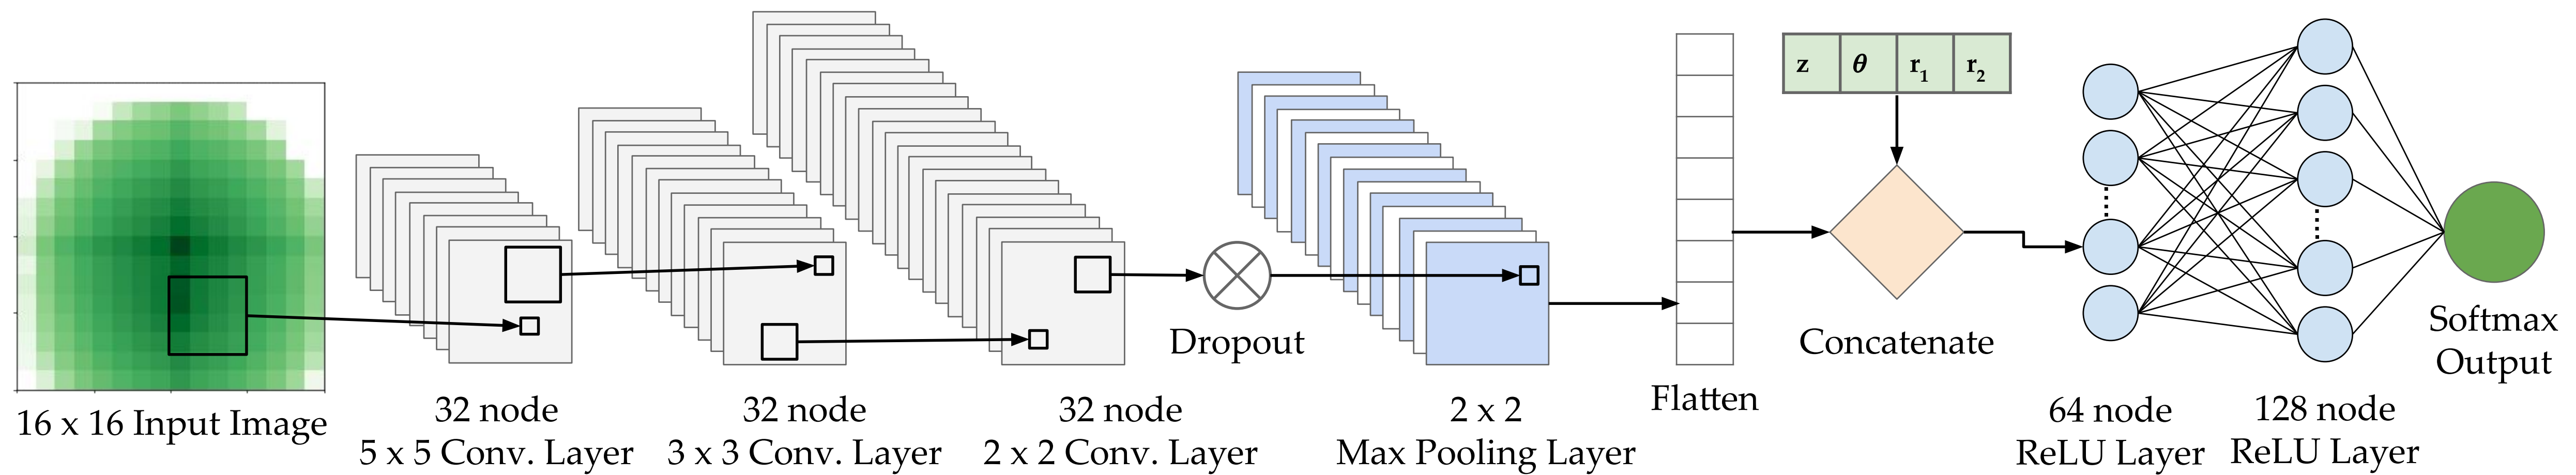 z θ r1 r2
16 x 16 Input Image
32 node
5 x 5 Conv. Layer
32 node
3 x 3 Conv. Layer
32 node
2 x 2 Conv. Layer
Dropout
2 x 2
Max Pooling Layer
Flatten
Concatenate
64 node
ReLU Layer
128 node
ReLU Layer
Softmax
Output